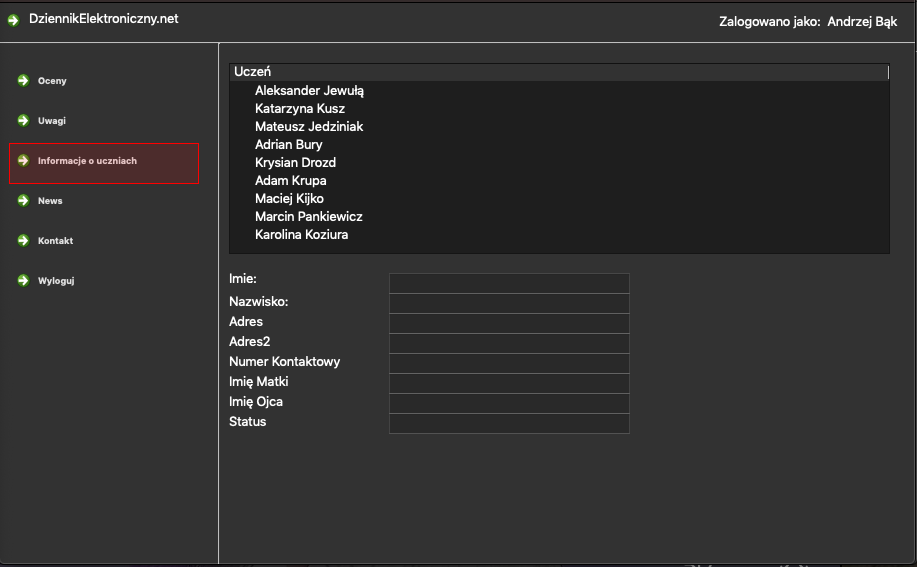 DziennikElektroniczny.net
Zalogowano jako: Andrzej Bąk
Oceny
Uwagi
Informacje o uczniach
News
Kontakt
Wyloguj
Uczeń
Aleksander Jewułą
Katarzyna Kusz
Mateusz Jedziniak
Adrian Bury
Krysian Drozd
Adam Krupa
Maciej Kijko
Marcin Pankiewicz
Karolina Koziura
Imie:
Nazwisko:
Adres
Adres2
Numer Kontaktowy
Imię Matki
Imię Ojca
Status